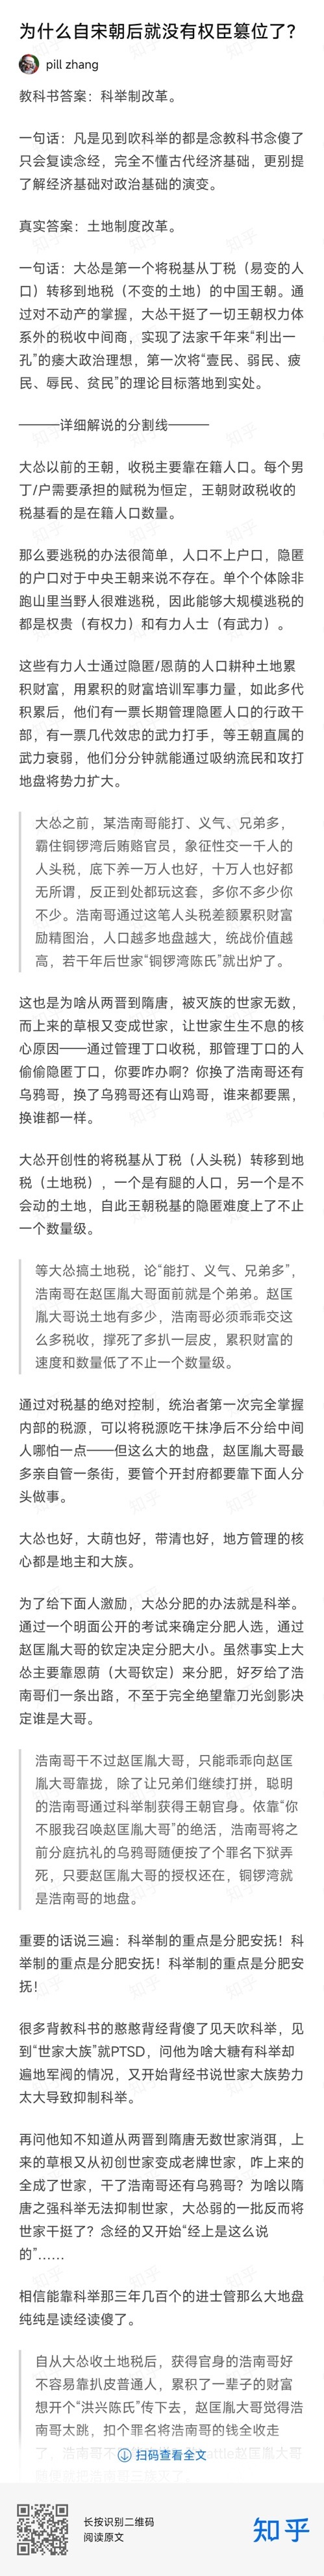 为什么自宋朝后就没有权臣篡位了?
pill zhang
教科书答案：科举制改革。
一句话：凡是见到吹科举的都是念教科书念傻了
只会复读念经，完全不懂古代经济基础，更别提
了解经济基础对政治基础的演变。
真实答案：土地制度改革。
一句话：大怂是第一个将税基从丁税（易变的人
口）转移到地税（不变的土地）的中国王朝。通
过对不动产的掌握，大怂干挺了一切王朝权力体
系外的税收中间商，实现了法家千年来“利出一
孔”的瘘大政治理想，第一次将“壹民、弱民、疲
民、辱民、贫民”的理论目标落地到实处。
———详细解说的分割线———
大怂以前的王朝，收税主要靠在籍人口。每个男
丁/户需要承担的赋税为恒定，王朝财政税收的
税基看的是在籍人口数量。
那么要逃税的办法很简单，人口不上户口，隐匿
的户口对于中央王朝来说不存在。单个个体除非
跑山里当野人很难逃税，因此能够大规模逃税的
都是权贵（有权力）和有力人士（有武力）。
这些有力人士通过隐匿/恩荫的人口耕种土地累
积财富，用累积的财富培训军事力量，如此多代
积累后，他们有一票长期管理隐匿人口的行政干
部，有一票几代效忠的武力打手，等王朝直属的
武力衰弱，他们分分钟就能通过吸纳流民和攻打
地盘将势力扩大。
大怂之前，某浩南哥能打、义气、兄弟多，
霸住铜锣湾后贿赂官员，象征性交一千人的
人头税，底下养一万人也好，十万人也好都
无所谓，反正到处都玩这套，多你不多少你
不少。浩南哥通过这笔人头税差额累积财富
励精图治，人口越多地盘越大，统战价值越
高，若干年后世家“铜锣湾陈氏”就出炉了。
这也是为啥从两晋到隋唐，被灭族的世家无数，
而上来的草根又变成世家，让世家生生不息的核
心原因——通过管理丁口收税，那管理丁口的人
偷偷隐匿丁口，你要咋办啊？你换了浩南哥还有
乌鸦哥，换了乌鸦哥还有山鸡哥，谁来都要黑，
换谁都一样。
大怂开创性的将税基从丁税（人头税）转移到地
税（土地税），一个是有腿的人口，另一个是不
会动的土地，自此王朝税基的隐匿难度上了不止
一个数量级。
等大怂搞土地税，论“能打、义气、兄弟多”，
浩南哥在赵匡胤大哥面前就是个弟弟。赵匡
胤大哥说土地有多少，浩南哥必须乖乖交这
么多税收，撑死了多扒一层皮，累积财富的
速度和数量低了不止一个数量级。
通过对税基的绝对控制，统治者第一次完全掌握
内部的税源，可以将税源吃干抹净后不分给中间
人哪怕一点——但这么大的地盘，赵匡胤大哥最
多亲自管一条街，要管个开封府都要靠下面人分
头做事。
大怂也好，大萌也好，带清也好，地方管理的核
心都是地主和大族。
为了给下面人激励，大怂分肥的办法就是科举。
通过一个明面公开的考试来确定分肥人选，通过
赵匡胤大哥的钦定决定分肥大小。虽然事实上大
怂主要靠恩荫（大哥钦定）来分肥，好歹给了浩
南哥们一条出路，不至于完全绝望靠刀光剑影决
定谁是大哥。
浩南哥干不过赵匡胤大哥，只能乖乖向赵匡
胤大哥靠拢，除了让兄弟们继续打拼，聪明
的浩南哥通过科举制获得王朝官身。依靠“你
不服我召唤赵匡胤大哥”的绝活，浩南哥将之
前分庭抗礼的乌鸦哥随便按了个罪名下狱弄
死，只要赵匡胤大哥的授权还在，铜锣湾就
是浩南哥的地盘。
重要的话说三遍：科举制的重点是分肥安抚！科
举制的重点是分肥安抚！科举制的重点是分肥安
抚！
很多背教科书的憨憨背经背傻了见天吹科举，见
到“世家大族”就PTSD，问他为啥大糖有科举却
遍地军阀的情况，又开始背经书说世家大族势力
太大导致抑制科举。
再问他知不知道从两晋到隋唐无数世家消弭，上
来的草根又从初创世家变成老牌世家，咋上来的
全成了世家，干了浩南哥还有乌鸦哥？为啥以隋
唐之强科举无法抑制世家，大怂弱的一批反而将
世家干挺了？念经的又开始“经上是这么说
的”……
相信能靠科举那三年几百个的进士管那么大地盘
纯纯是读经读傻了。
自从大怂收土地税后，获得官身的浩南哥好
不容易靠扒皮普通人，累积了一辈子的财富
想开个“洪兴陈氏”传下去，赵匡胤大哥觉得浩
南哥太跳，扣个罪名将浩南哥的钱全收走
扫码查看全文
长按识别二维码
阅读原文
知乎